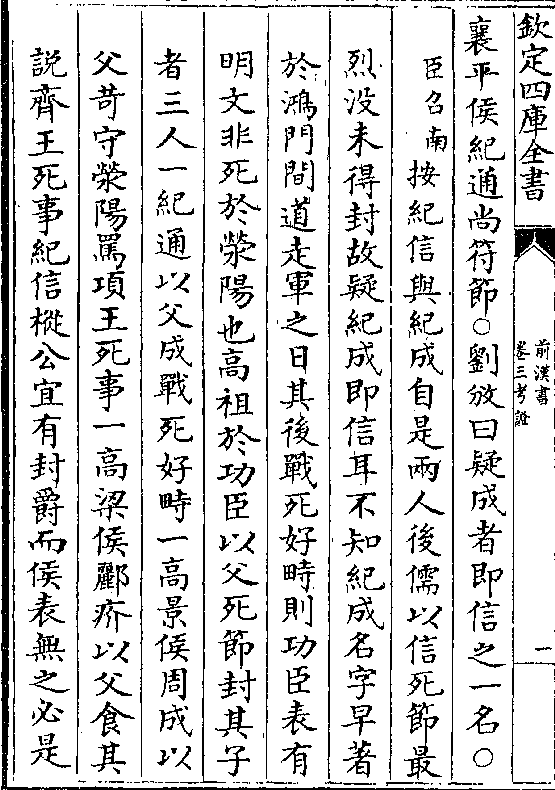 欽定四庫全書
前漢書
卷三考證
一
襄平侯紀通尚符節○劉攽曰疑成者即信之一名○
臣召南按紀信與紀成自是兩人後儒以信死節最
烈没未得封故疑紀成即信耳不知紀成名字早著
於鴻門間道走軍之日其後戰死好畤則功臣表有
明文非死於滎陽也高祖於功臣以父死節封其子
者三人一紀通以父成戰死好畤一高景侯周成以
父苛守滎陽罵項王死事一高梁侯酈疥以父食其
説齊王死事紀信樅公宜有封爵而侯表無之必是